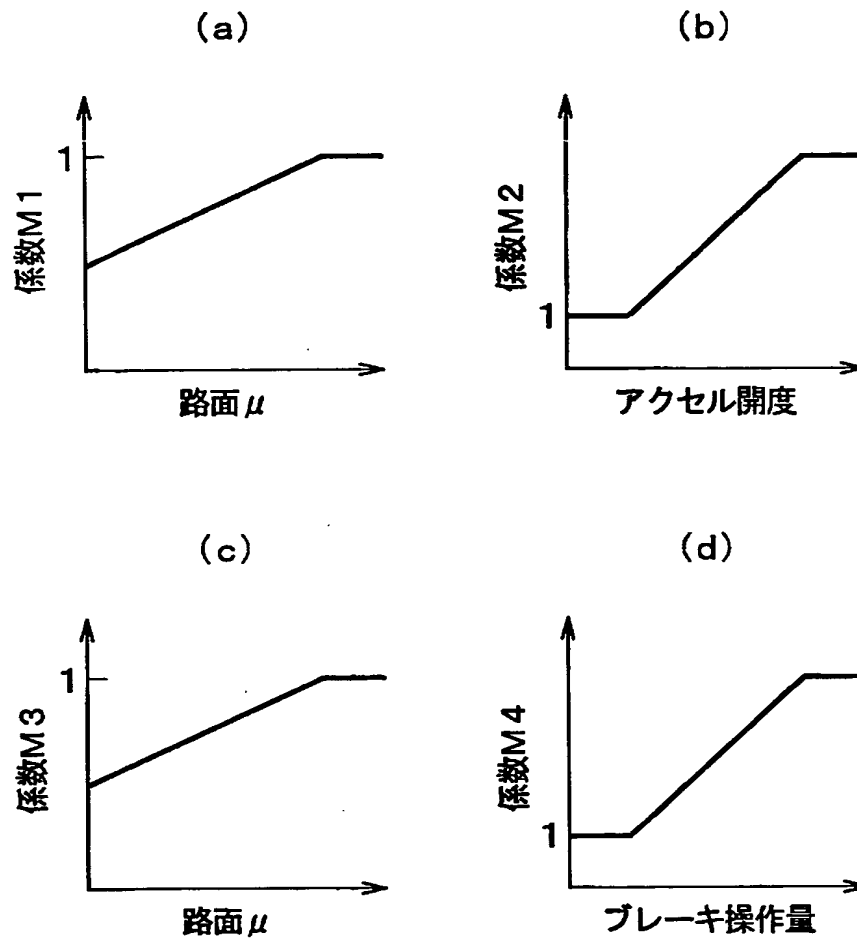 (a)
1
係数M1
路面μ
(b)
係数M2
1
アクセル開度
(c)
1
係数M3
路面μ
(d)
係数M4
1
ブレーキ操作量